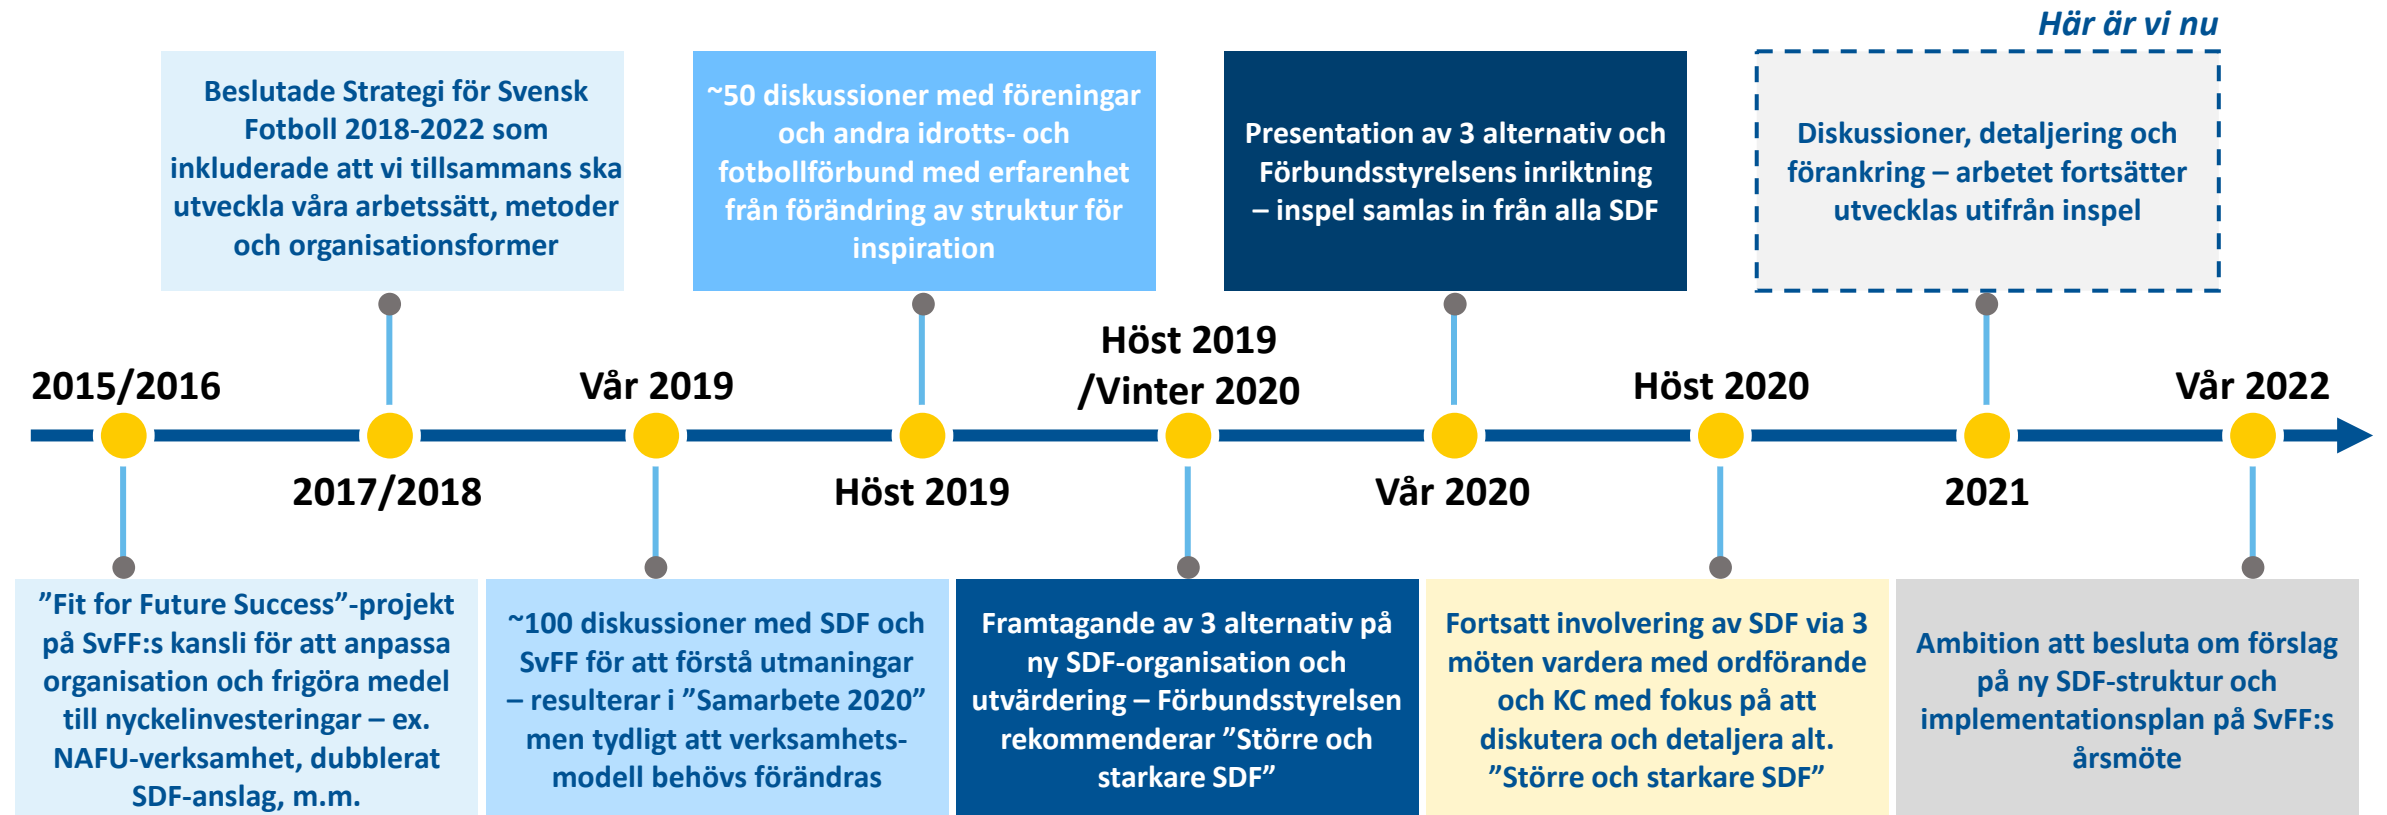 Här är vi nu
Beslutade Strategi för Svensk
Fotboll 2018-2022 som
inkluderade att vi tillsammans ska
utveckla våra arbetssätt, metoder
och organisationsformer
~50 diskussioner med föreningar
och andra idrotts- och
fotbollförbund med erfarenhet
från förändring av struktur för
inspiration
Presentation av 3 alternativ och
Förbundsstyrelsens inriktning
– inspel samlas in från alla SDF
Diskussioner, detaljering och
förankring – arbetet fortsätter
utvecklas utifrån inspel
2015/2016
Vår 2019
Höst 2019
/Vinter 2020
Höst 2020
Vår 2022
2017/2018
Höst 2019
Vår 2020
2021
”Fit for Future Success”-projekt
på SvFF:s kansli för att anpassa
organisation och frigöra medel
till nyckelinvesteringar – ex.
NAFU-verksamhet, dubblerat
SDF-anslag, m.m.
~100 diskussioner med SDF och
SvFF för att förstå utmaningar
– resulterar i ”Samarbete 2020”
men tydligt att verksamhets-
modell behövs förändras
Framtagande av 3 alternativ på
ny SDF-organisation och
utvärdering – Förbundsstyrelsen
rekommenderar ”Större och
starkare SDF”
Fortsatt involvering av SDF via 3
möten vardera med ordförande
och KC med fokus på att
diskutera och detaljera alt.
”Större och starkare SDF”
Ambition att besluta om förslag
på ny SDF-struktur och
implementationsplan på SvFF:s
årsmöte